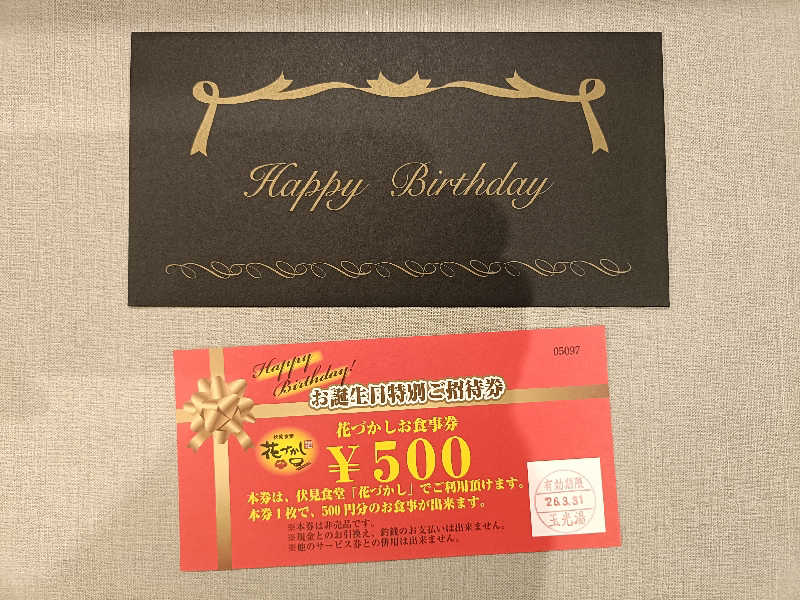 Happy Birthday
05097
Happy
Birthday!
お誕生日特別ご招待券
伏見食堂
花づかし
花づかしお食事券
￥500
本券は、伏見食堂「花づかし」でご利用頂けます。
本券1枚で、500円分のお食事が出来ます。
※本券は非売品です。
※現金とのお引換え、釣銭のお支払いは出来ません。
※他のサービス券との併用は出来ません。
有効期限
'26.3.31
玉光湯